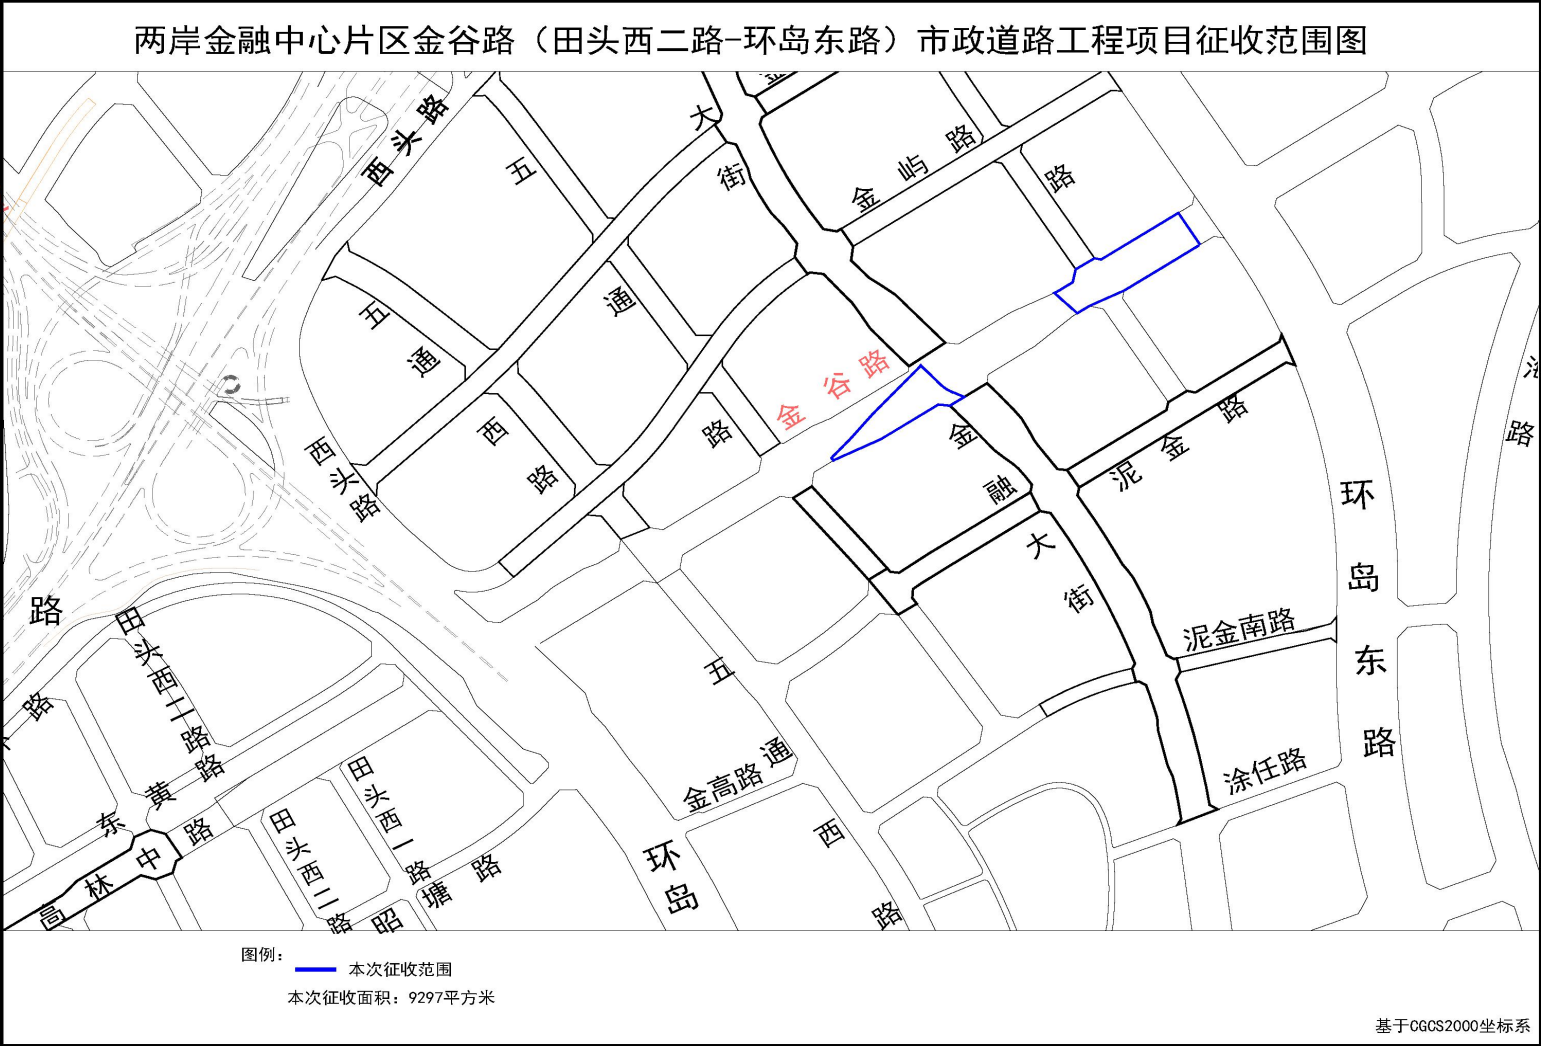 两岸金融中心片区金谷路（田头西二路-环岛东路）市政道路工程项目征收范围图
西头路
五通西路
大街
金屿路
路
五通
西头路
西路
通
路
金谷路
金融大街
泥金路
环岛东路
泥金南路
涂任路
路
路
田头西二路
东黄路
高林中路
田头西二路
田头西一路
昭塘路
五通西路
金高路
环岛
路
图例：
本次征收范围
本次征收面积：9297平方米
基于CGCS2000坐标系